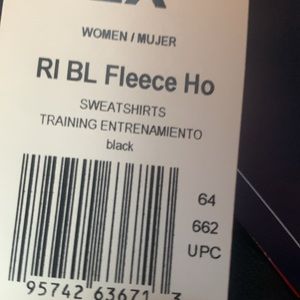 WOMEN / MUJER
RI BL Fleece Ho
SWEATSHIRTS
TRAINING ENTRENAMIENTO
black
64
662
UPC
95742 63671 3